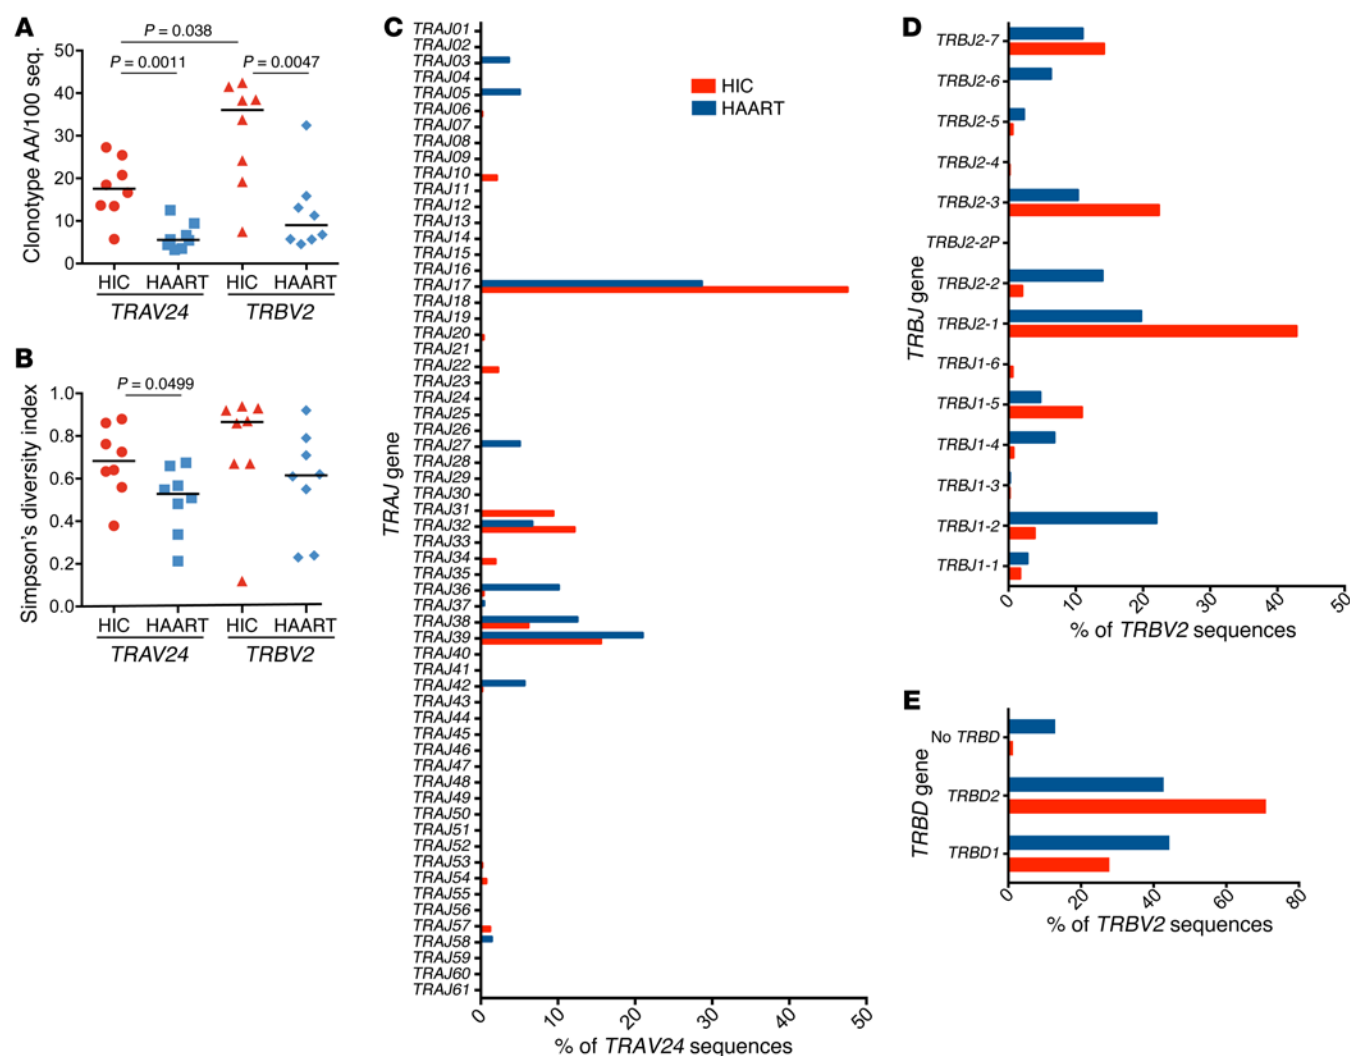 A
P = 0.038
P = 0.0011
P = 0.0047
Clonotype AA/100 seq.
50
40
30
20
10
0
HIC HAART HIC HAART
TRAV24 TRBV2
B
P = 0.0499
Simpson's diversity index
1.0
0.8
0.6
0.4
0.2
0.0
HIC HAART HIC HAART
TRAV24 TRBV2
C
HIC
HAART
TRAJ gene
TRAJ01
TRAJ02
TRAJ03
TRAJ04
TRAJ05
TRAJ06
TRAJ07
TRAJ08
TRAJ09
TRAJ10
TRAJ11
TRAJ12
TRAJ13
TRAJ14
TRAJ15
TRAJ16
TRAJ17
TRAJ18
TRAJ19
TRAJ20
TRAJ21
TRAJ22
TRAJ23
TRAJ24
TRAJ25
TRAJ26
TRAJ27
TRAJ28
TRAJ29
TRAJ30
TRAJ31
TRAJ32
TRAJ33
TRAJ34
TRAJ35
TRAJ36
TRAJ37
TRAJ38
TRAJ39
TRAJ40
TRAJ41
TRAJ42
TRAJ43
TRAJ44
TRAJ45
TRAJ46
TRAJ47
TRAJ48
TRAJ49
TRAJ50
TRAJ51
TRAJ52
TRAJ53
TRAJ54
TRAJ55
TRAJ56
TRAJ57
TRAJ58
TRAJ59
TRAJ60
TRAJ61
0 10 20 30 40 50
% of TRAV24 sequences
D
TRBJ gene
TRBJ2-7
TRBJ2-6
TRBJ2-5
TRBJ2-4
TRBJ2-3
TRBJ2-2P
TRBJ2-2
TRBJ2-1
TRBJ1-6
TRBJ1-5
TRBJ1-4
TRBJ1-3
TRBJ1-2
TRBJ1-1
0 10 20 30 40 50
% of TRBV2 sequences
E
TRBD gene
No TRBD
TRBD2
TRBD1
0 20 40 60 80
% of TRBV2 sequences